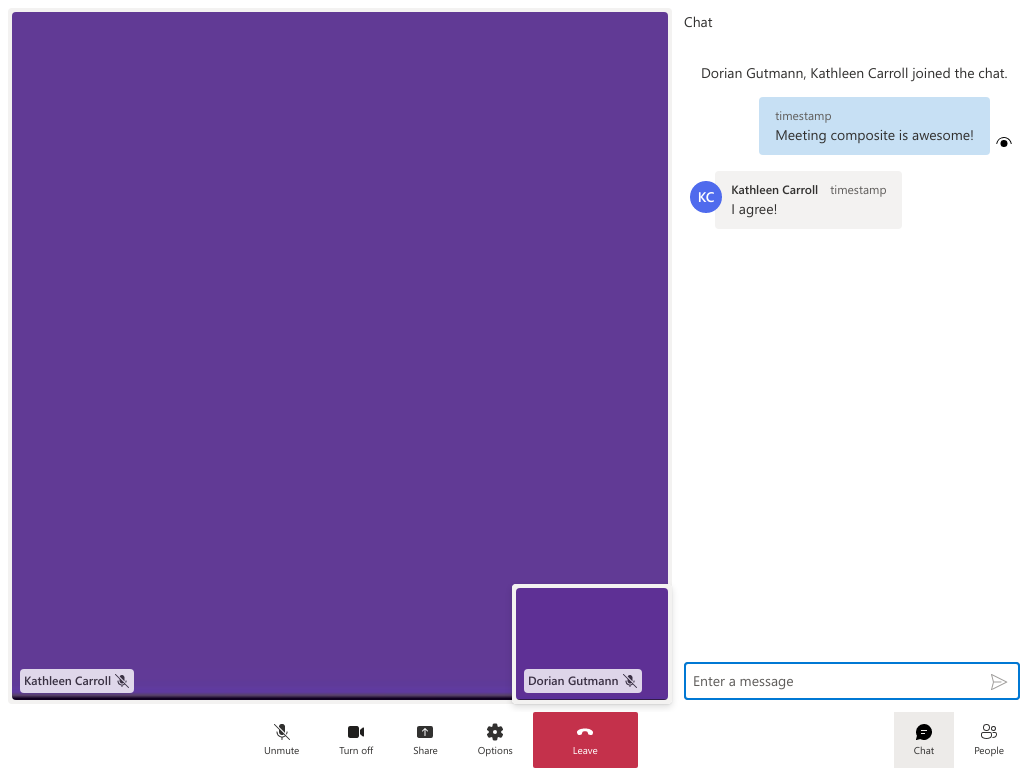 Chat
Dorian Gutmann, Kathleen Carroll joined the chat.
timestamp
Meeting composite is awesome!
KC
Kathleen Carroll timestamp
I agree!
Kathleen Carroll
Dorian Gutmann
Enter a message
Unmute
Turn off
Share
Options
Leave
Chat
People